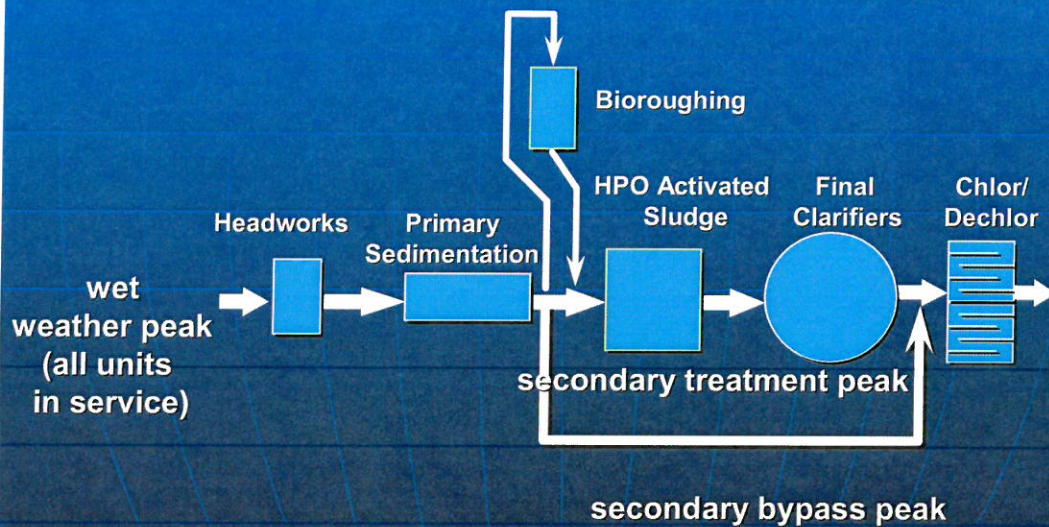 Bioroughing
HPO Activated
Sludge
Final
Clarifiers
Chlor/
Dechlor
Headworks
Primary
Sedimentation
wet
weather peak
(all units
in service)
secondary treatment peak
secondary bypass peak